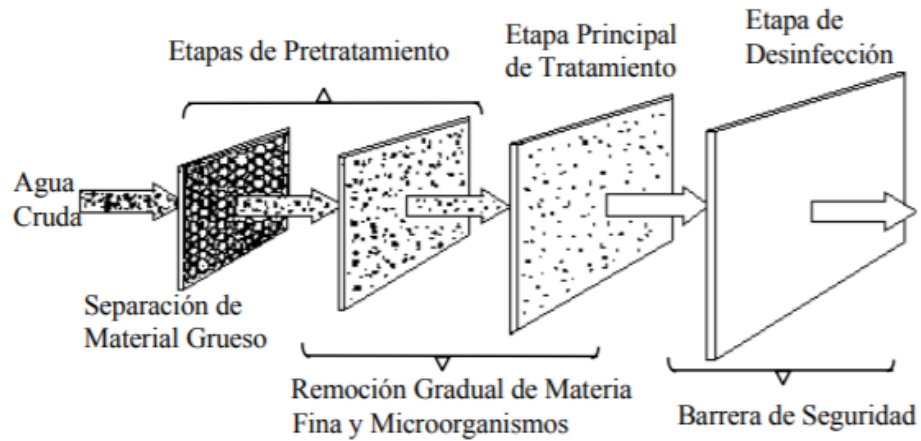 Etapas de Pretratamiento
Etapa Principal
de Tratamiento
Etapa de
Desinfección
Agua
Cruda
Separación de
Material Grueso
Remoción Gradual de Materia
Fina y Microorganismos
Barrera de Seguridad